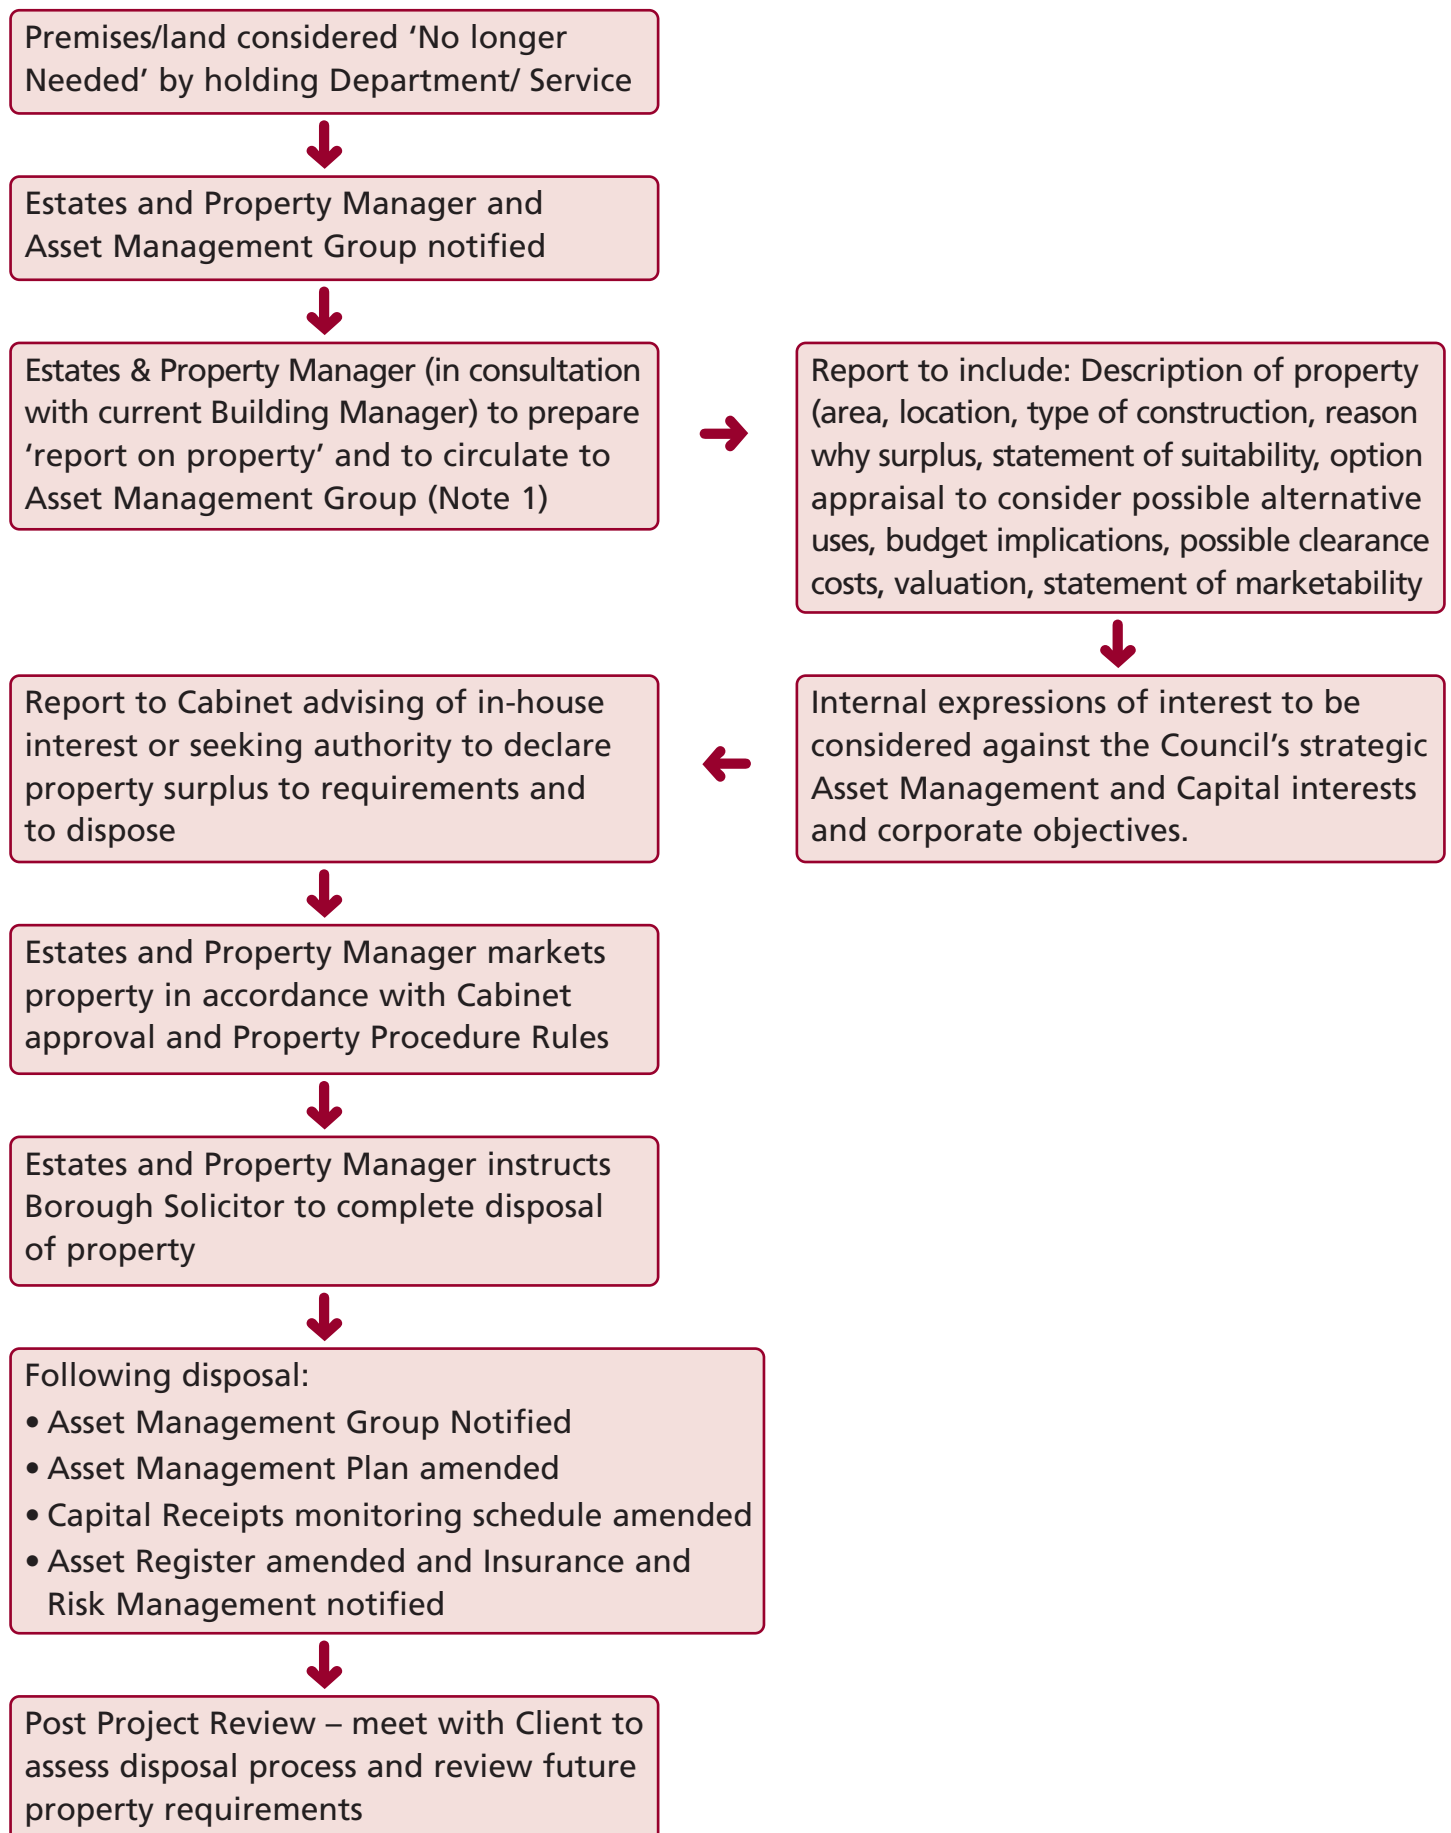 Premises/land considered ‘No longer
Needed’ by holding Department/ Service
Estates and Property Manager and
Asset Management Group notified
Estates & Property Manager (in consultation
with current Building Manager) to prepare
‘report on property’ and to circulate to
Asset Management Group (Note 1)
Report to include: Description of property
(area, location, type of construction, reason
why surplus, statement of suitability, option
appraisal to consider possible alternative
uses, budget implications, possible clearance
costs, valuation, statement of marketability
Internal expressions of interest to be
considered against the Council’s strategic
Asset Management and Capital interests
and corporate objectives.
Report to Cabinet advising of in-house
interest or seeking authority to declare
property surplus to requirements and
to dispose
Estates and Property Manager markets
property in accordance with Cabinet
approval and Property Procedure Rules
Estates and Property Manager instructs
Borough Solicitor to complete disposal
of property
Following disposal:
• Asset Management Group Notified
• Asset Management Plan amended
• Capital Receipts monitoring schedule amended
• Asset Register amended and Insurance and
Risk Management notified
Post Project Review – meet with Client to
assess disposal process and review future
property requirements